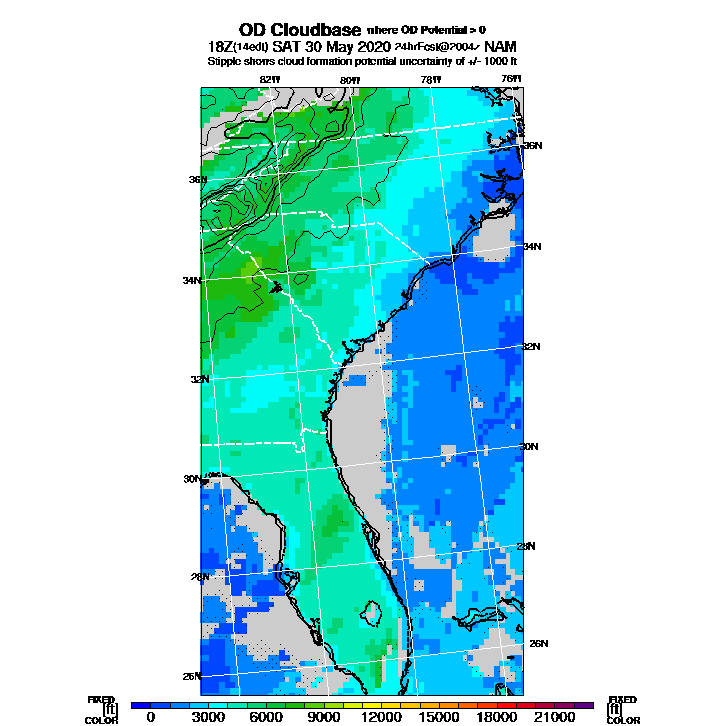 OD Cloudbase where OD Potential > 0
18Z(14edt) SAT 30 May 2020 24hrFcst@2004z NAM
Stipple shows cloud formation potential uncertainty of +/- 1000 ft
82W 80W 78W 76W
36N
36N
34N
34N
32N
32N
30N
30N
28N
28N
26N
26N
FIXED FIXED
[ft] [ft]
COLOR 0 3000 6000 9000 12000 15000 18000 21000 COLOR